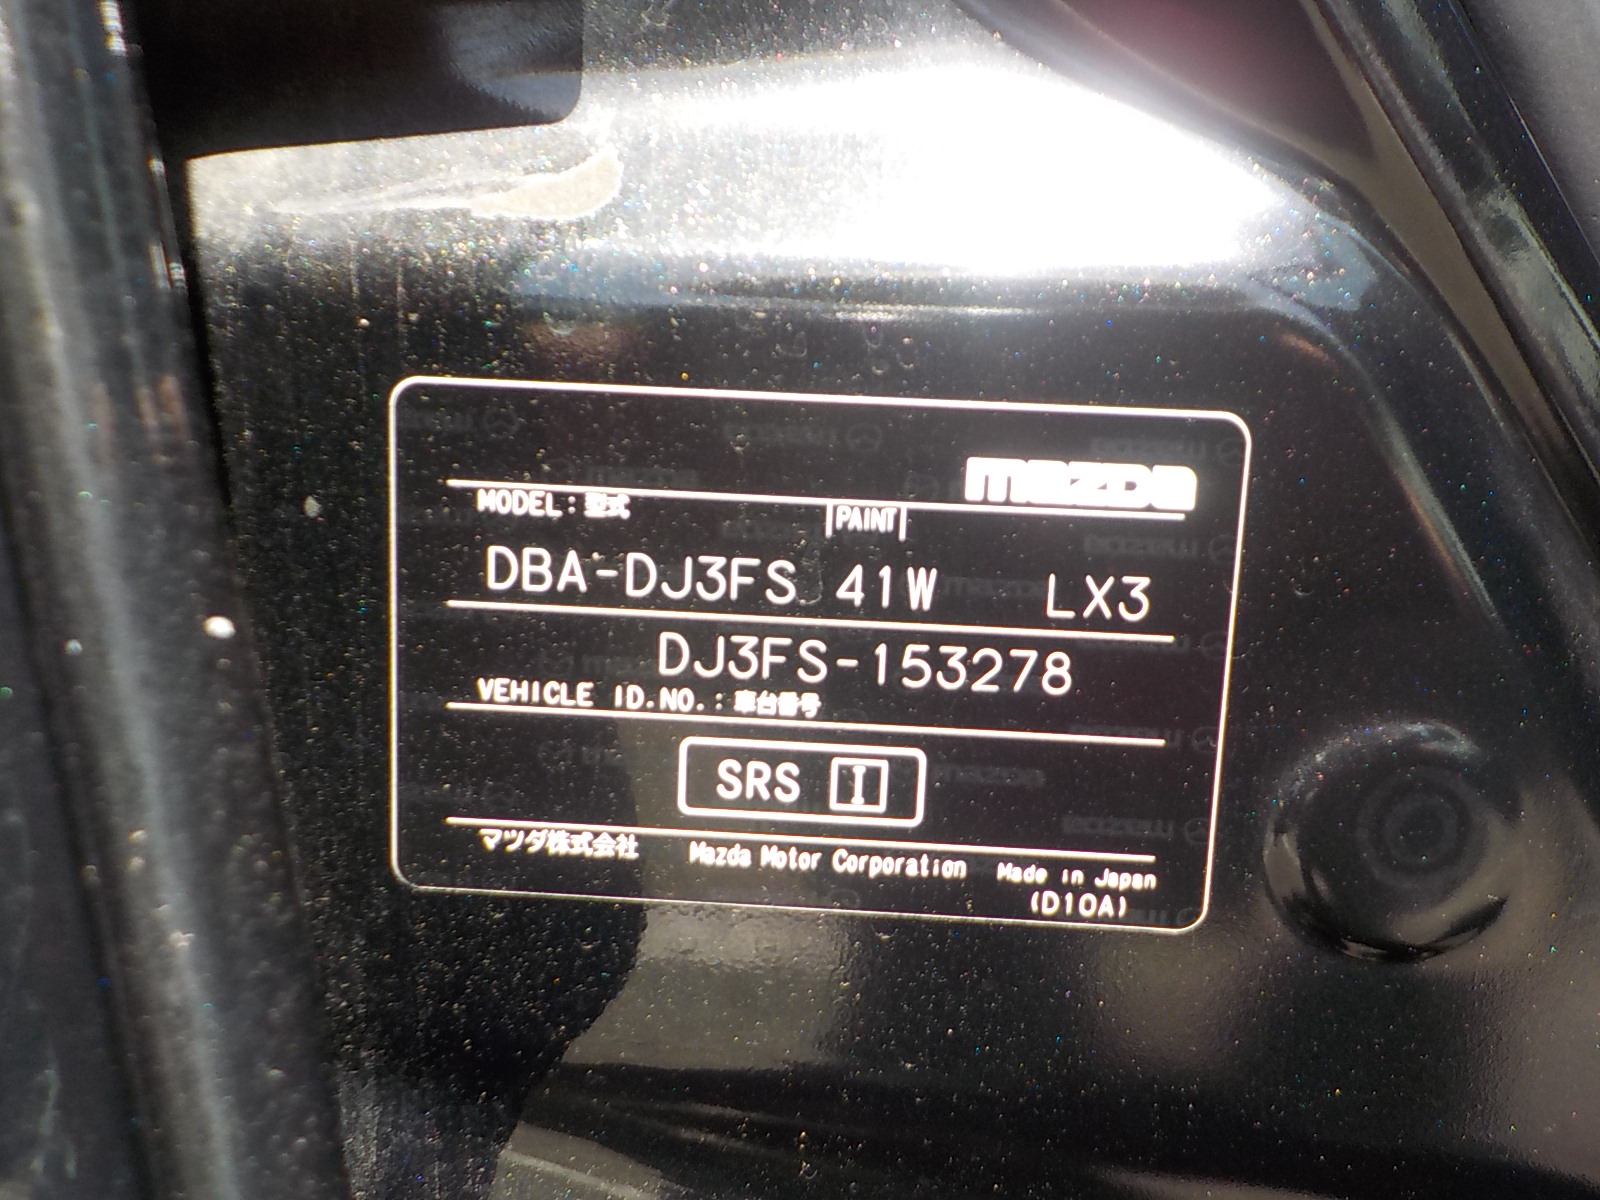 mazda
MODEL：型式 PAINT
DBA-DJ3FS 41W LX3
DJ3FS-153278
VEHICLE ID.NO.：車台番号
SRS I
マツダ株式会社 Mazda Motor Corporation Made in Japan
(D10A)